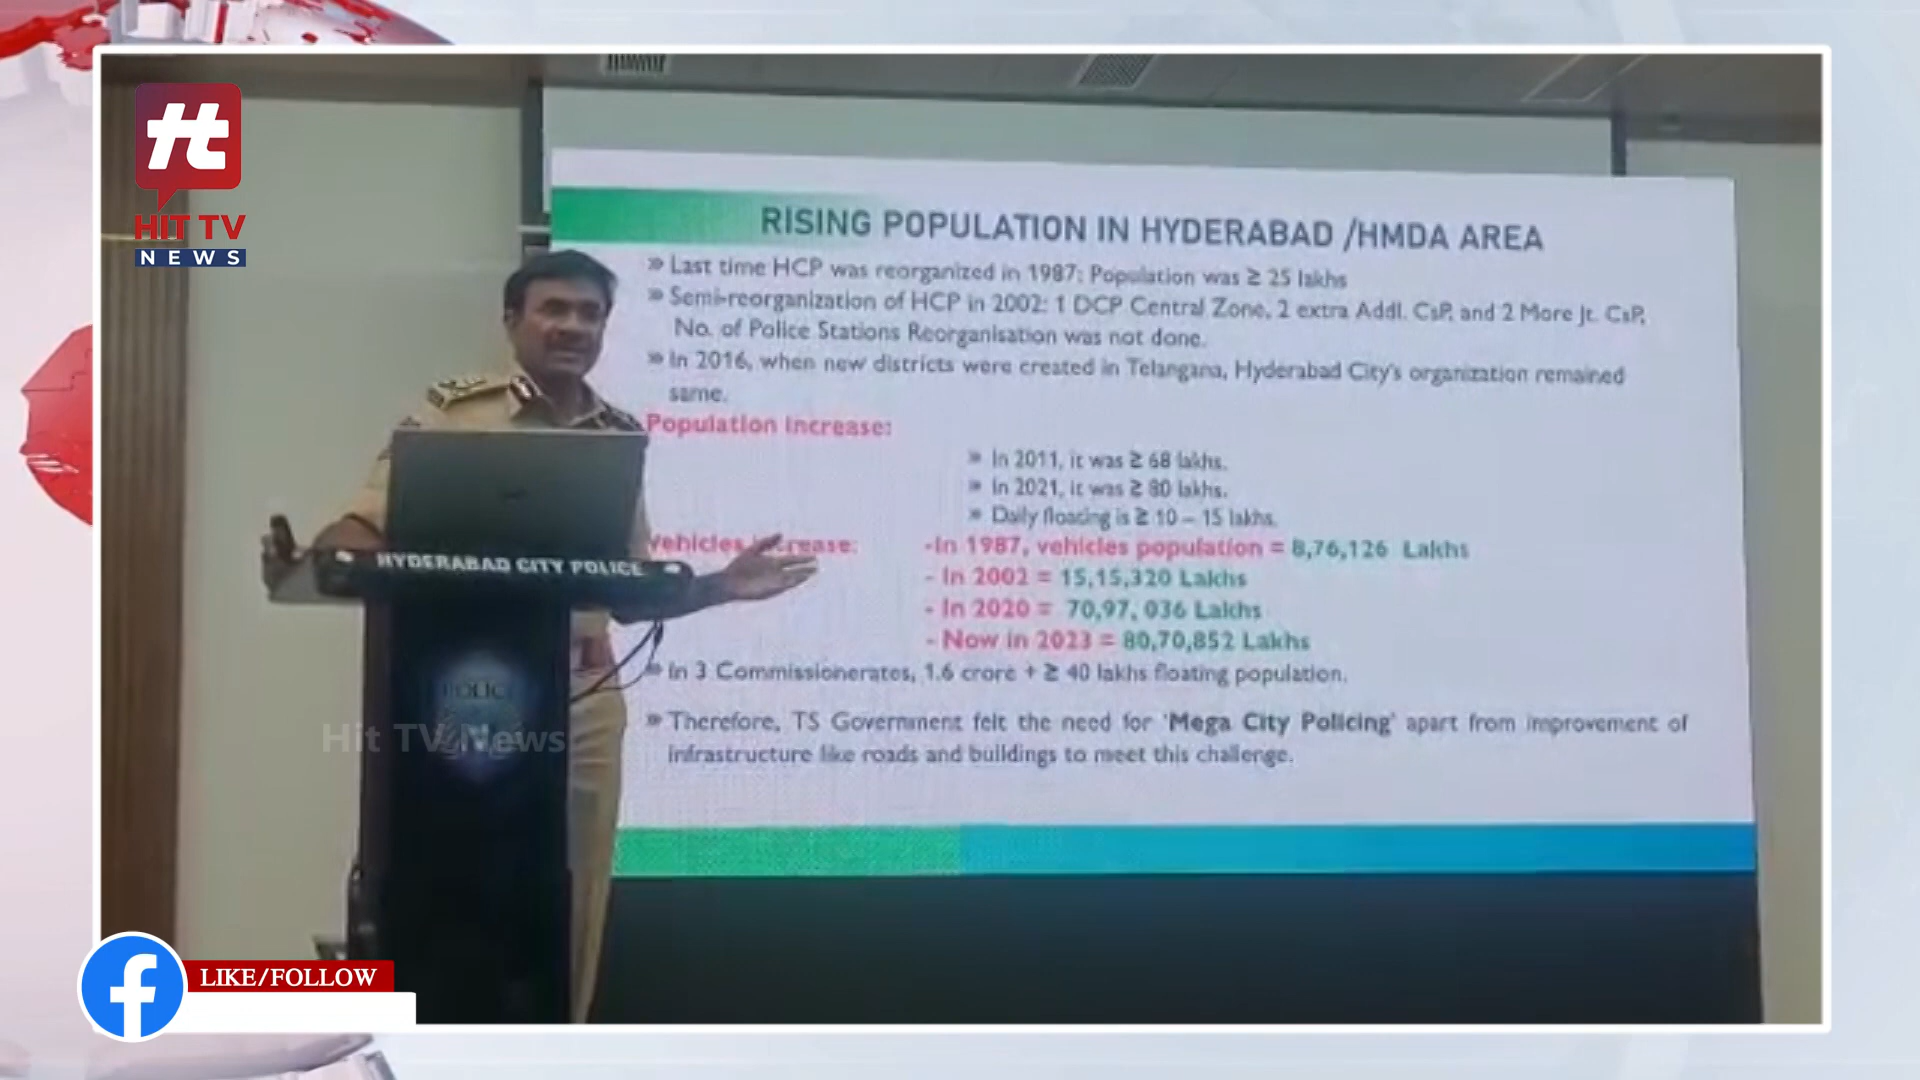 HIT TV
NEWS
RISING POPULATION IN HYDERABAD /HMDA AREA
» Last time HCP was reorganized in 1987: Population was ≥ 25 lakhs
» Semi-reorganization of HCP in 2002: 1 DCP Central Zone, 2 extra Addl. CsP, and 2 More Jt. CsP,
No. of Police Stations Reorganisation was not done.
» In 2016, when new districts were created in Telangana, Hyderabad City's organization remained
same.
Population Increase:
» In 2011, it was ≥ 68 lakhs.
» In 2021, it was ≥ 80 lakhs.
» Daily floating is ≥ 10 – 15 lakhs.
Vehicles Increase: -In 1987, vehicles population = 8,76,126 Lakhs
- In 2002 = 15,15,320 Lakhs
- In 2020 = 70,97, 036 Lakhs
- Now in 2023 = 80,70,852 Lakhs
» In 3 Commissionerates, 1.6 crore + ≥ 40 lakhs floating population.
» Therefore, TS Government felt the need for 'Mega City Policing' apart from improvement of
infrastructure like roads and buildings to meet this challenge.
HYDERABAD CITY POLICE
POLICE
Hit TV News
LIKE/FOLLOW